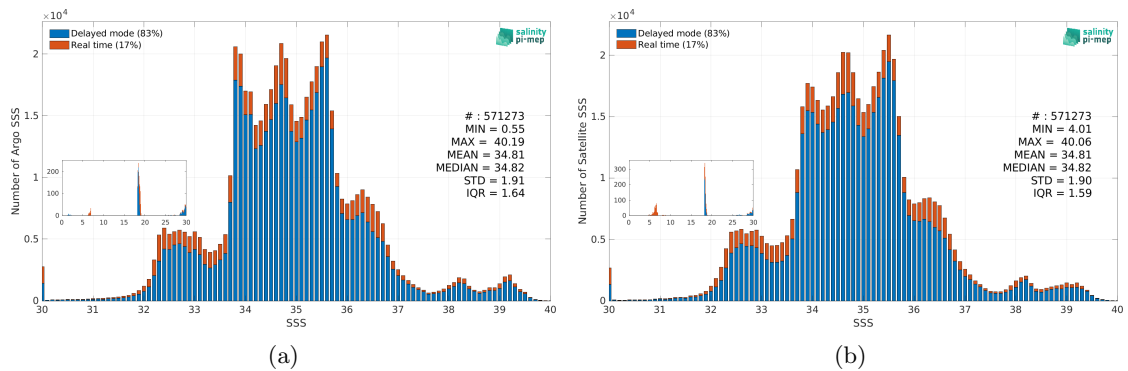 ×10⁴
Delayed mode (83%)
Real time (17%)
salinity
pi-mep
# : 571273
MIN = 0.55
MAX = 40.19
MEAN = 34.81
MEDIAN = 34.82
STD = 1.91
IQR = 1.64
Number of Argo SSS
2
1.5
1
0.5
0
200
100
0
0 5 10 15 20 25 30
30 31 32 33 34 35 36 37 38 39 40
SSS
(a)
×10⁴
Delayed mode (83%)
Real time (17%)
salinity
pi-mep
# : 571273
MIN = 4.01
MAX = 40.06
MEAN = 34.81
MEDIAN = 34.82
STD = 1.90
IQR = 1.59
Number of Satellite SSS
2
1.5
1
0.5
0
300
200
100
0
0 5 10 15 20 25 30
30 31 32 33 34 35 36 37 38 39 40
SSS
(b)